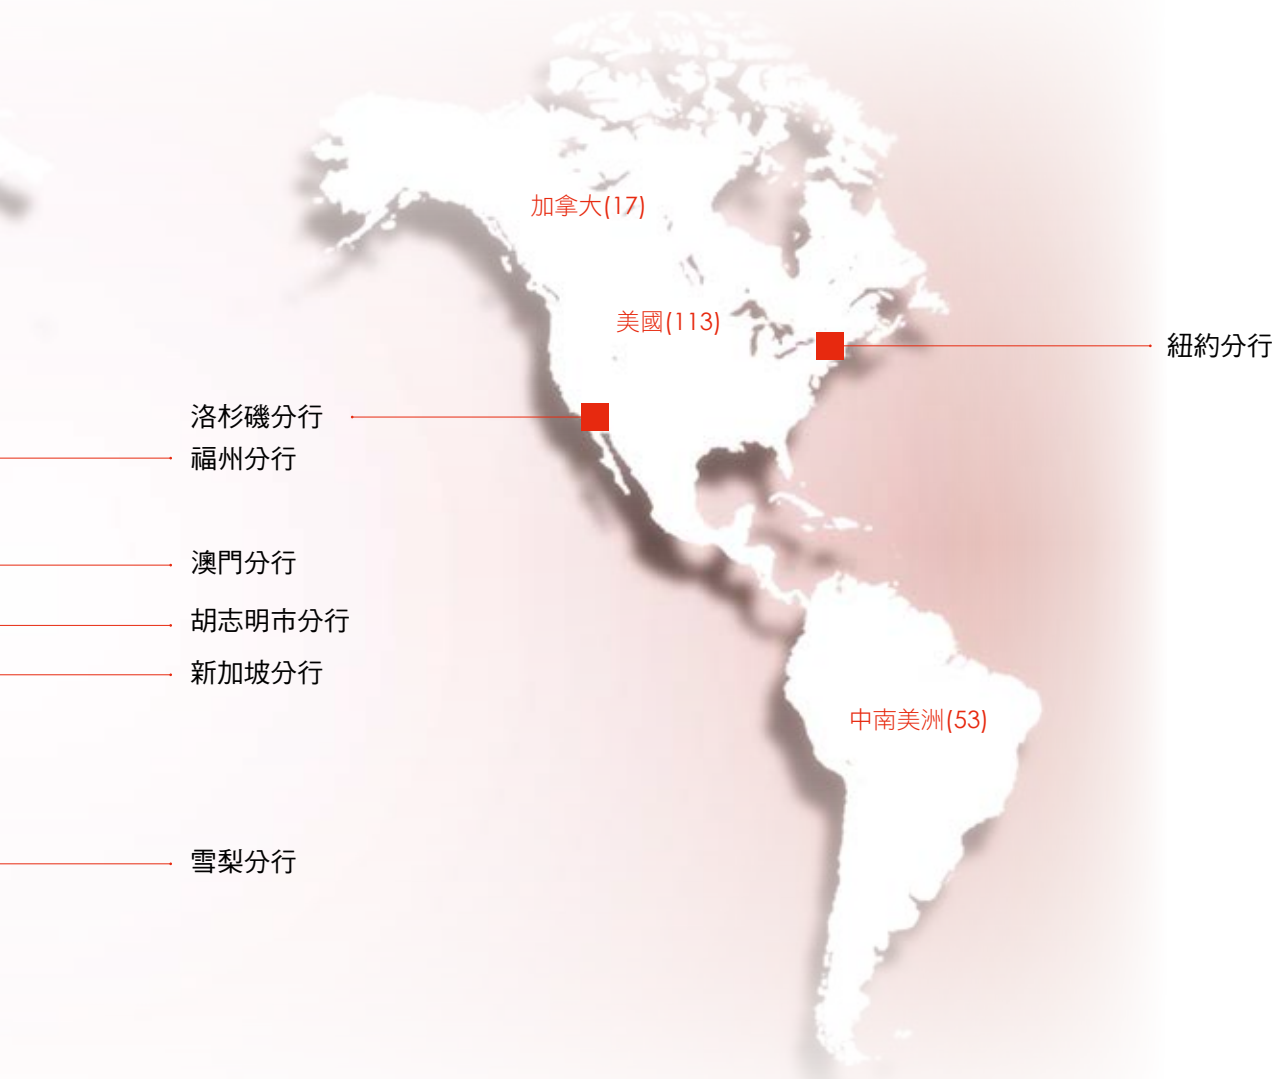 加拿大(17)
美國(113)
紐約分行
洛杉磯分行
福州分行
澳門分行
胡志明市分行
新加坡分行
中南美洲(53)
雪梨分行